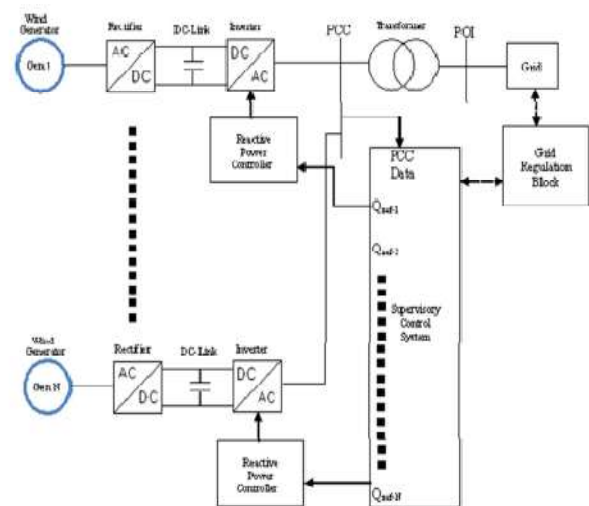 Wind
Generator
Gen.1
Rectifier
AC
DC
DC-Link
Inverter
DC
AC
PCC
Transformer
POI
Grid
Reactive
Power
Controller
PCC
Data
Grid
Regulation
Block
Qref-1
Qref-2
Supervisory
Control
System
Wind
Generator
Gen.N
Rectifier
AC
DC
DC-Link
Inverter
DC
AC
Reactive
Power
Controller
Qref-N